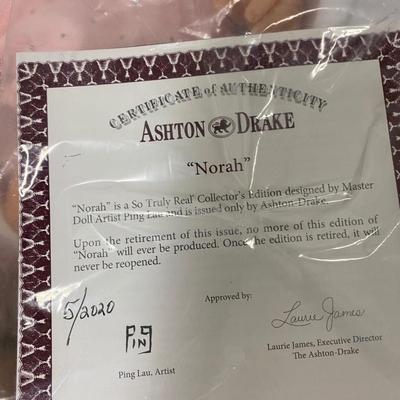 CERTIFICATE of AUTHENTICITY
ASHTON DRAKE
“Norah”
“Norah” is a So Truly Real® Collector's Edition designed by Master
Doll Artist Ping Lau and is issued only by Ashton-Drake.
Upon the retirement of this issue, no more of this edition of
“Norah” will ever be produced. Once the edition is retired, it will
never be reopened.
5/2020
Approved by:
PING
Laurie James
Ping Lau, Artist
Laurie James, Executive Director
The Ashton-Drake